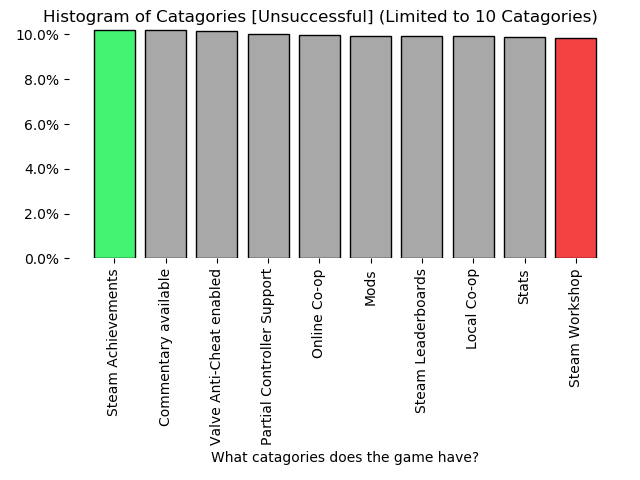 Histogram of Catagories [Unsuccessful] (Limited to 10 Catagories)
10.0%
8.0%
6.0%
4.0%
2.0%
0.0%
Steam Achievements
Commentary available
Valve Anti-Cheat enabled
Partial Controller Support
Online Co-op
Mods
Steam Leaderboards
Local Co-op
Stats
Steam Workshop
What catagories does the game have?